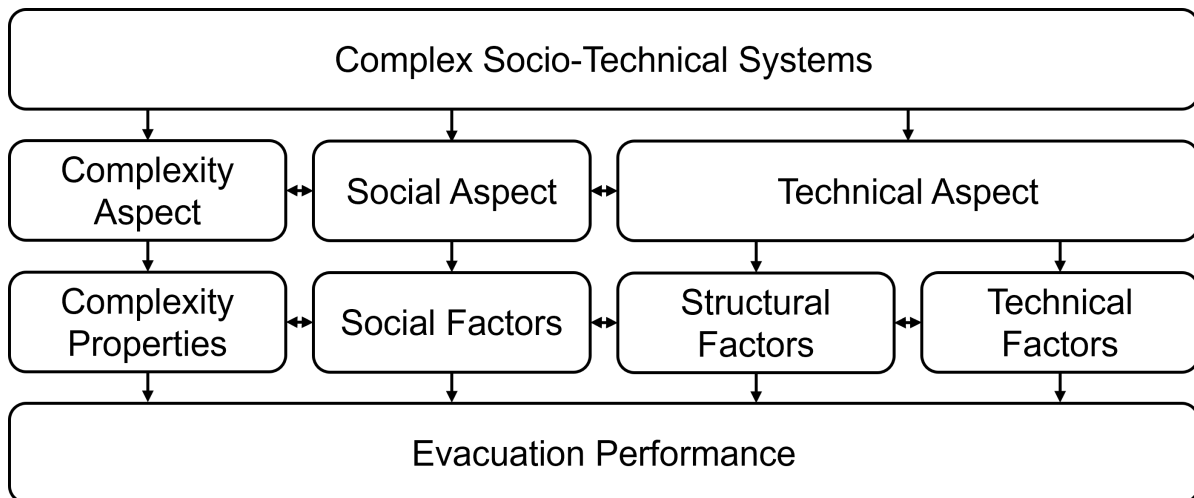 Complex Socio-Technical Systems
Complexity
Aspect
Social Aspect
Technical Aspect
Complexity
Properties
Social Factors
Structural
Factors
Technical
Factors
Evacuation Performance